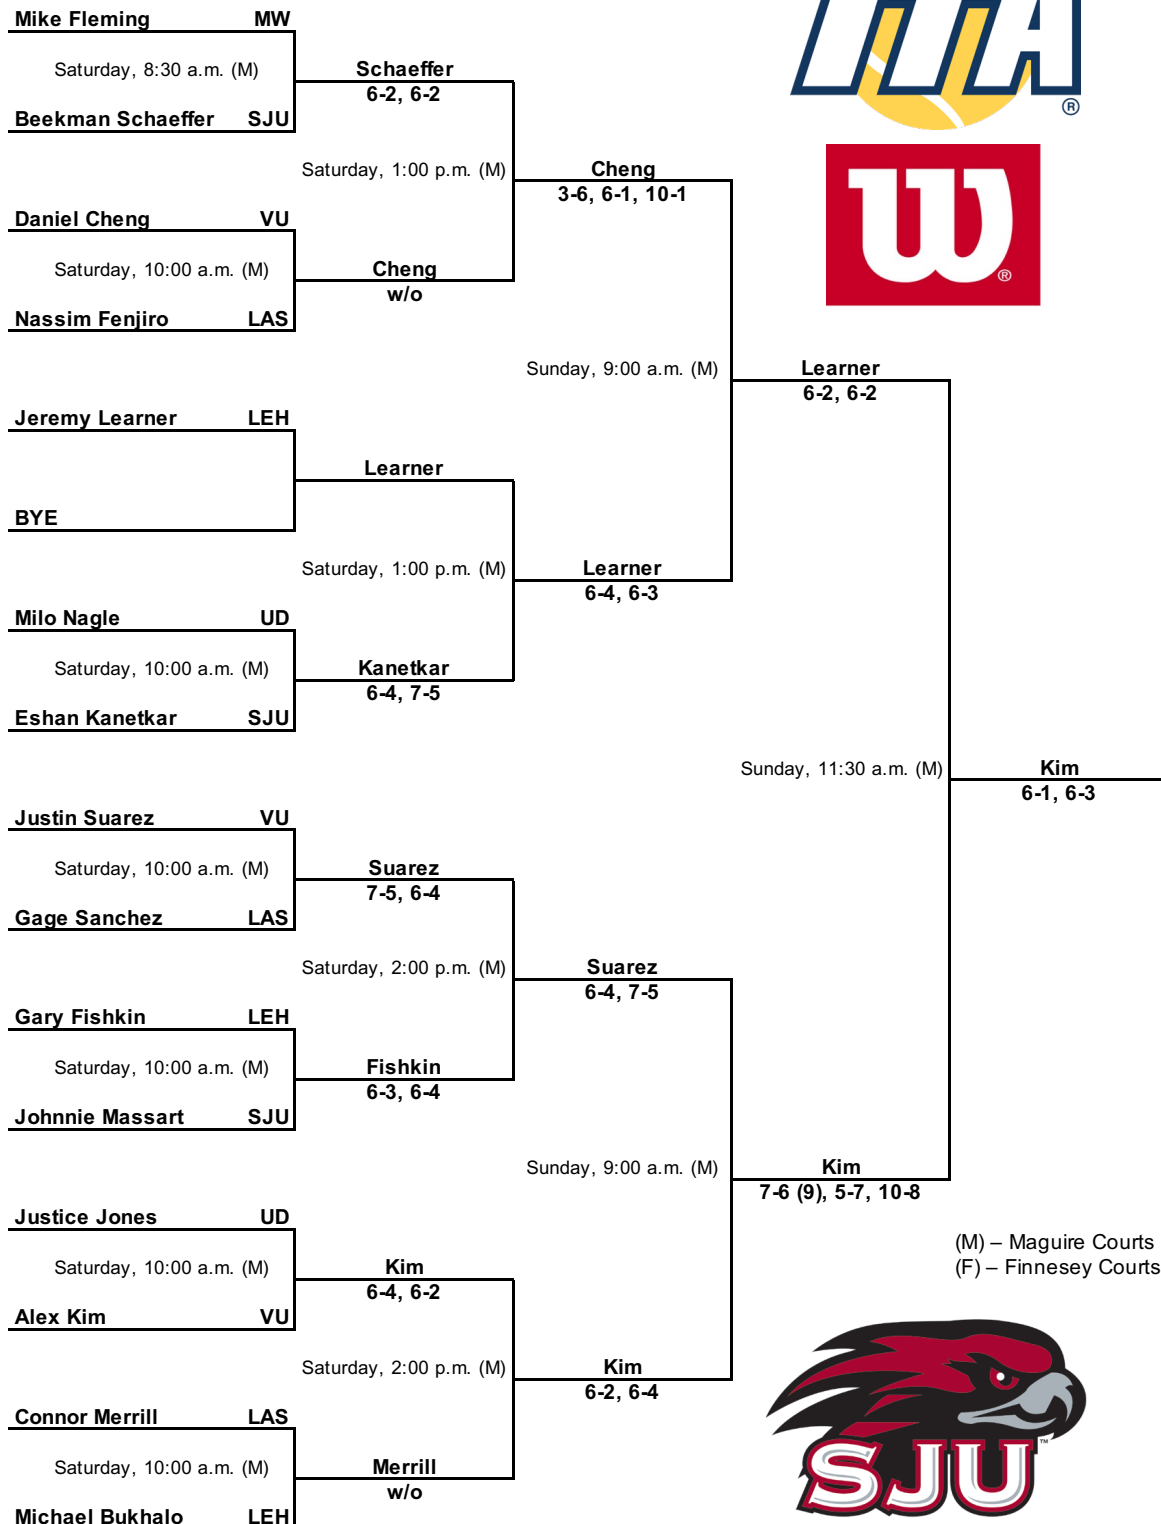 ITA
®
Mike Fleming MW
Saturday, 8:30 a.m. (M)
Schaeffer
6-2, 6-2
Beekman Schaeffer SJU
Saturday, 1:00 p.m. (M)
Cheng
3-6, 6-1, 10-1
W
®
Daniel Cheng VU
Saturday, 10:00 a.m. (M)
Cheng
w/o
Nassim Fenjiro LAS
Sunday, 9:00 a.m. (M)
Learner
6-2, 6-2
Jeremy Learner LEH
Learner
BYE
Saturday, 1:00 p.m. (M)
Learner
6-4, 6-3
Milo Nagle UD
Saturday, 10:00 a.m. (M)
Kanetkar
6-4, 7-5
Eshan Kanetkar SJU
Sunday, 11:30 a.m. (M)
Kim
6-1, 6-3
Justin Suarez VU
Saturday, 10:00 a.m. (M)
Suarez
7-5, 6-4
Gage Sanchez LAS
Saturday, 2:00 p.m. (M)
Suarez
6-4, 7-5
Gary Fishkin LEH
Saturday, 10:00 a.m. (M)
Fishkin
6-3, 6-4
Johnnie Massart SJU
Sunday, 9:00 a.m. (M)
Kim
7-6 (9), 5-7, 10-8
Justice Jones UD
(M) – Maguire Courts
(F) – Finnesey Courts
Saturday, 10:00 a.m. (M)
Kim
6-4, 6-2
Alex Kim VU
Saturday, 2:00 p.m. (M)
Kim
6-2, 6-4
Connor Merrill LAS
Saturday, 10:00 a.m. (M)
Merrill
w/o
Michael Bukhalo LEH
SJU
™